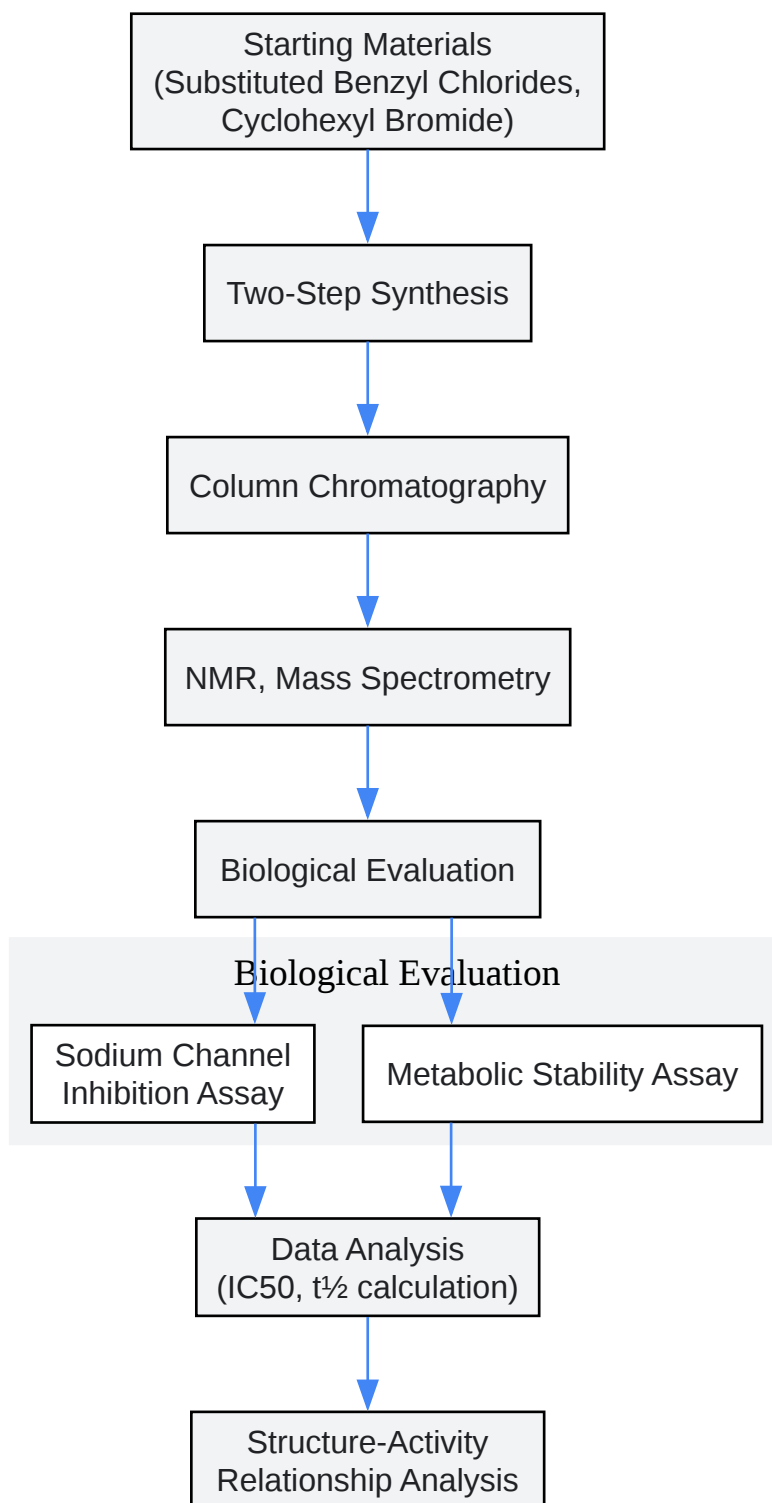 Starting Materials
(Substituted Benzyl Chlorides,
Cyclohexyl Bromide)
Two-Step Synthesis
Column Chromatography
NMR, Mass Spectrometry
Biological Evaluation
Biological Evaluation
Sodium Channel
Inhibition Assay
Metabolic Stability Assay
Data Analysis
(IC50, t½ calculation)
Structure-Activity
Relationship Analysis